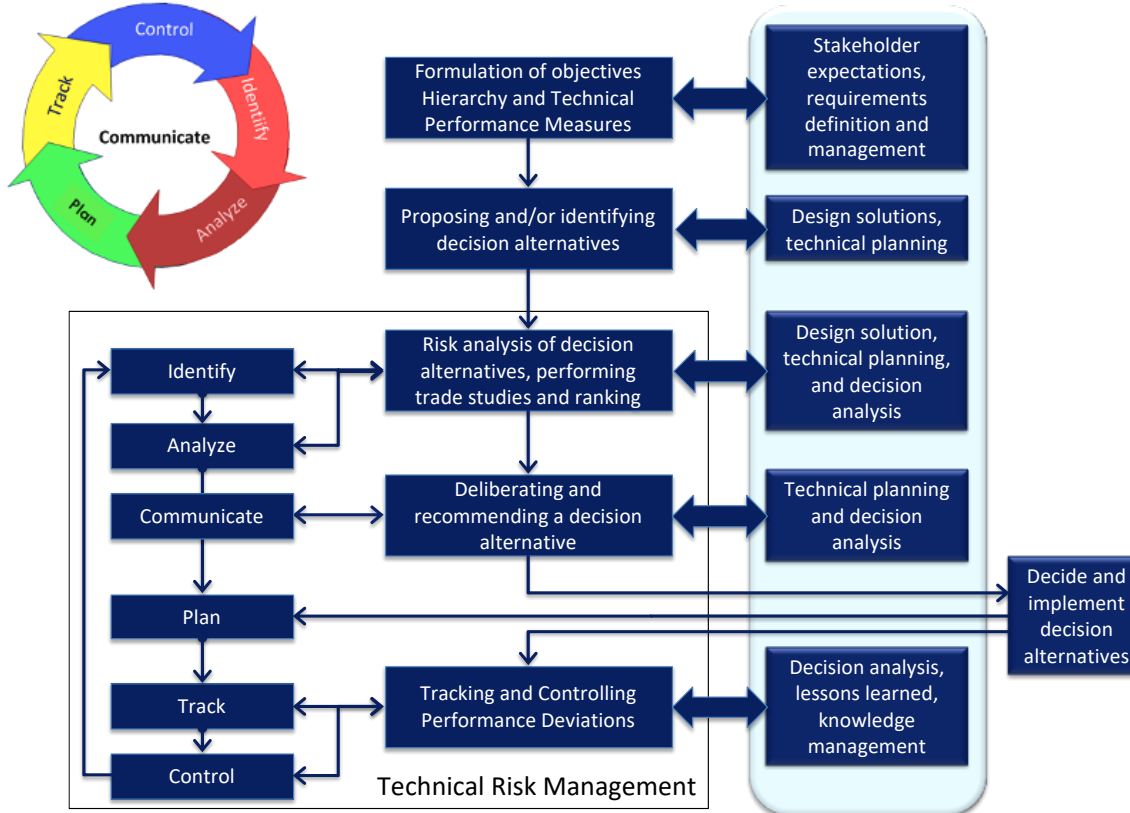 Control
Identiify
Analyze
Plan
Track
Communicate
Formulation of objectives
Hierarchy and Technical
Performance Measures
Stakeholder
expectations,
requirements
definition and
management
Proposing and/or identifying
decision alternatives
Design solutions,
technical planning
Risk analysis of decision
alternatives, performing
trade studies and ranking
Design solution,
technical planning,
and decision
analysis
Identify
Analyze
Communicate
Deliberating and
recommending a decision
alternative
Technical planning
and decision
analysis
Decide and
implement
decision
alternatives
Plan
Track
Control
Tracking and Controlling
Performance Deviations
Decision analysis,
lessons learned,
knowledge
management
Technical Risk Management